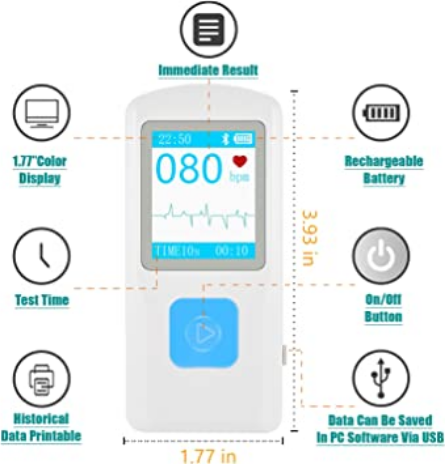 Immediate Result
1.77"Color
Display
Rechargeable
Battery
22:50
080
bpm
TIME10s 00:10
3.93 in
Test Time
On/Off
Button
Historical
Data Printable
Data Can Be Saved
In PC Software Via USB
1.77 in